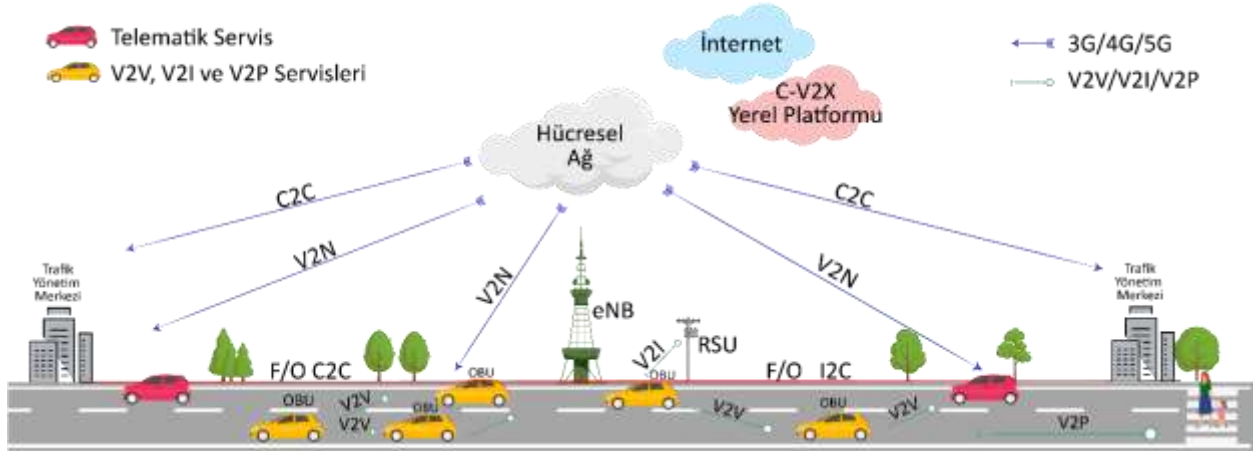 Telematik Servis
V2V, V2I ve V2P Servisleri
İnternet
C-V2X
Yerel Platformu
3G/4G/5G
V2V/V2I/V2P
Hücresel
Ağ
C2C
V2N
V2N
V2N
C2C
Trafik
Yönetim
Merkezi
Trafik
Yönetim
Merkezi
eNB
V2I
RSU
F/O C2C
OBU
OBU
F/O I2C
OBU
V2V
V2V
V2V
OBU
V2V
V2P